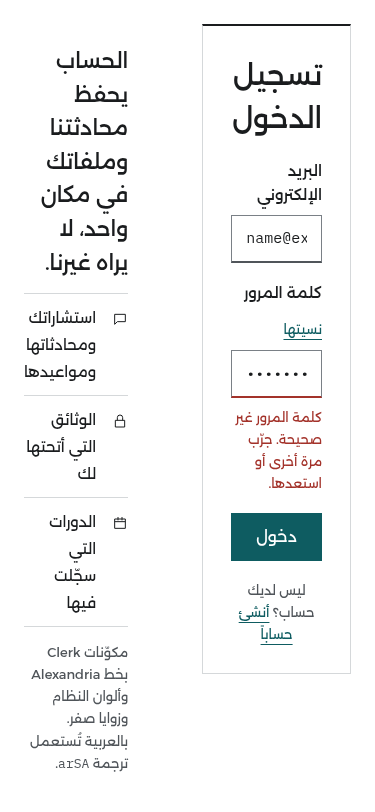 تسجيل
الدخول
البريد
الإلكتروني
name@ex
كلمة المرور
نسيتها
•••••••
كلمة المرور غير
صحيحة. جرّب
مرة أخرى أو
استعدها.
دخول
ليس لديك
حساب؟ أنشئ
حساباً
الحساب
يحفظ
محادثتنا
وملفاتك
في مكان
واحد، لا
يراه غيرنا.
استشاراتك
ومحادثاتها
ومواعيدها
الوثائق
التي أتحتها
لك
الدورات
التي
سجّلت
فيها
مكوّنات Clerk
بخط Alexandria
وألوان النظام
وزوايا صفر.
بالعربية تُستعمل
ترجمة arSA.